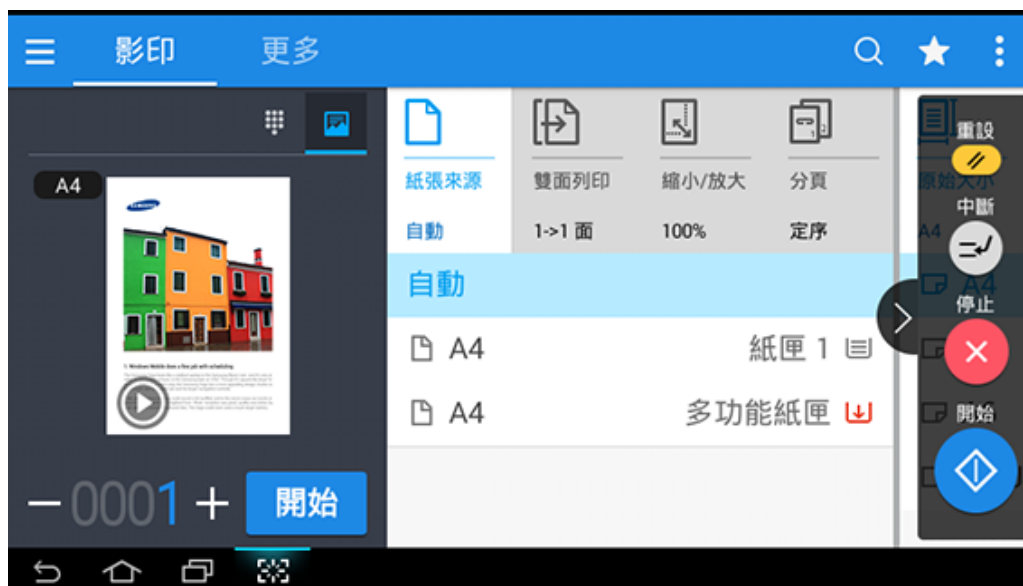 影印
更多
A4
SAMSUNG
紙張來源
雙面列印
縮小/放大
分頁
原始大小
自動
1->1 面
100%
定序
A4
自動
A4
A4 紙匣 1
A4 多功能紙匣
0001
開始
重設
中斷
停止
開始